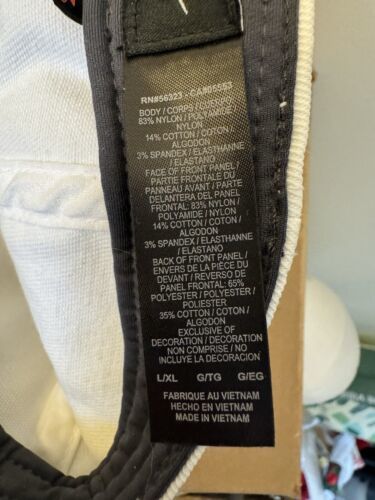 RN#56323 - CA#05553
BODY / CORPS / CUERPO:
83% NYLON / POLYAMIDE /
NYLON
14% COTTON / COTON /
ALGODON
3% SPANDEX / ELASTHANNE
/ ELASTANO
FACE OF FRONT PANEL /
PARTIE FRONTALE DU
PANNEAU AVANT / PARTE
DELANTERA DEL PANEL
FRONTAL: 83% NYLON /
POLYAMIDE / NYLON
14% COTTON / COTON /
ALGODON
3% SPANDEX / ELASTHANNE
/ ELASTANO
BACK OF FRONT PANEL /
ENVERS DE LA PIÈCE DU
DEVANT / REVERSO DE
PANEL FRONTAL: 65%
POLYESTER / POLYESTER /
POLIESTER
35% COTTON / COTON /
ALGODON
EXCLUSIVE OF
DECORATION / DECORATION
NON COMPRISE / NO
INCLUYE LA DECORACION
L/XL G/TG G/EG
FABRIQUE AU VIETNAM
HECHO EN VIETNAM
MADE IN VIETNAM